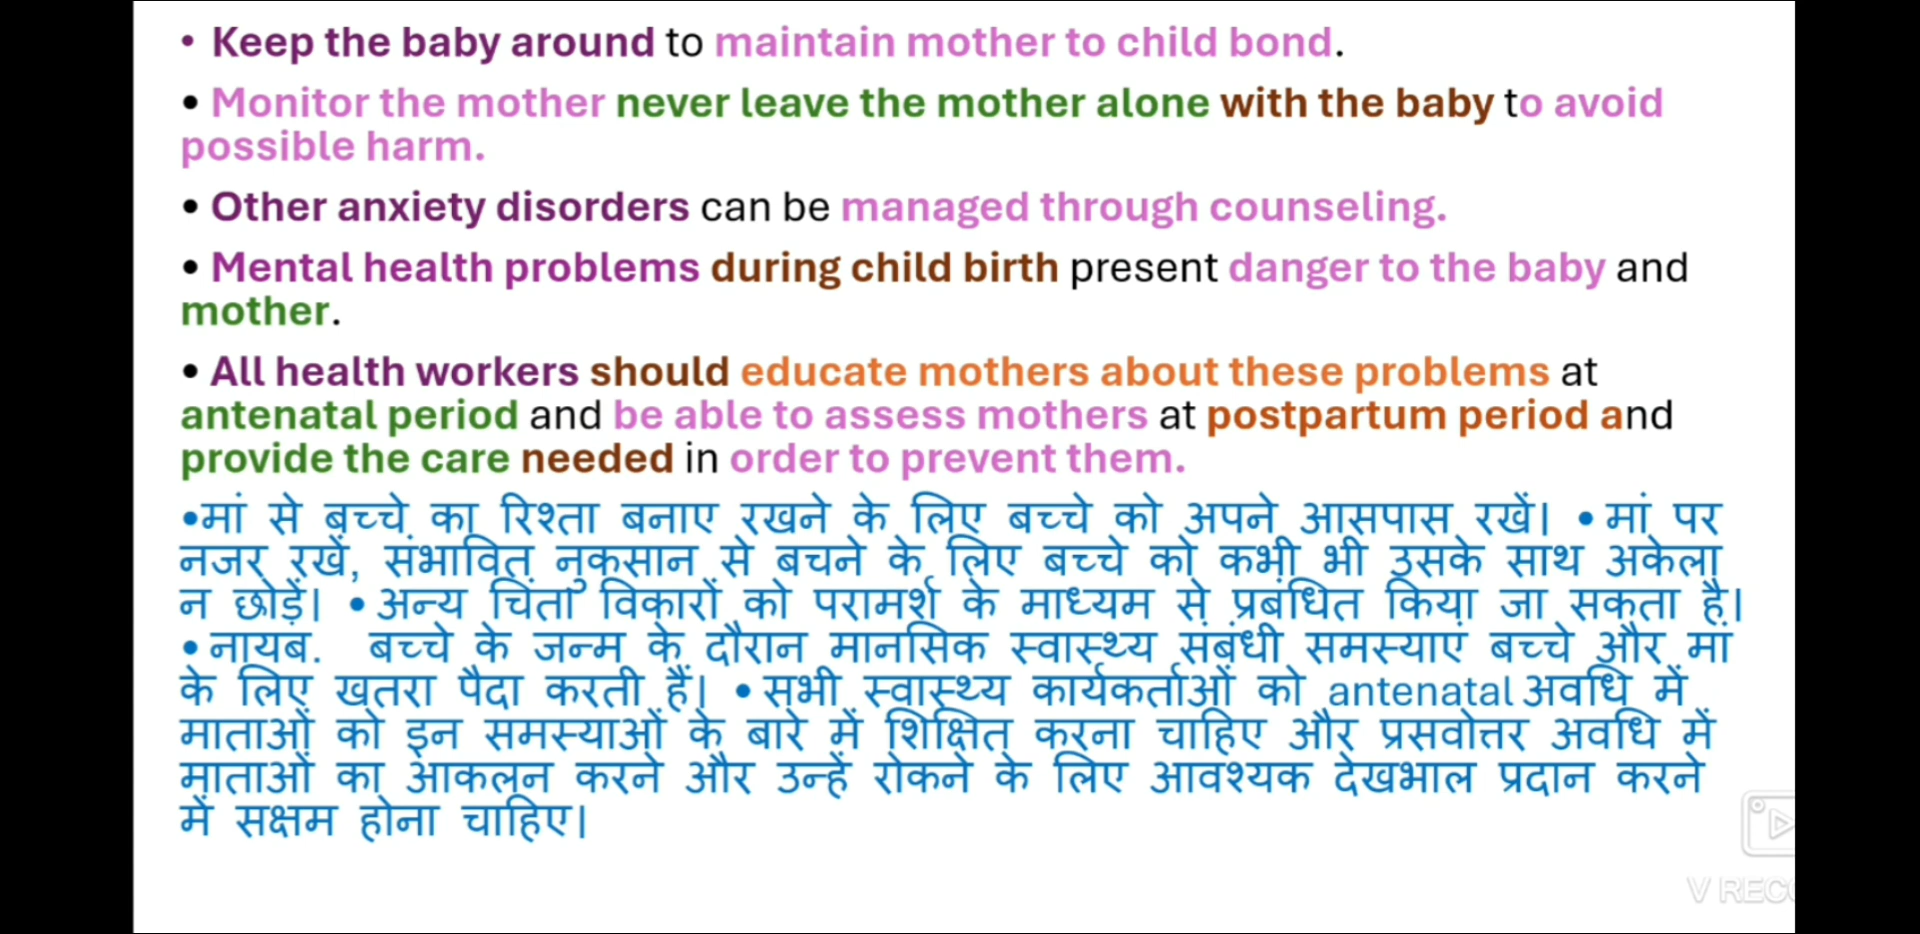 • Keep the baby around to maintain mother to child bond.
• Monitor the mother never leave the mother alone with the baby to avoid
possible harm.
• Other anxiety disorders can be managed through counseling.
• Mental health problems during child birth present danger to the baby and
mother.
• All health workers should educate mothers about these problems at
antenatal period and be able to assess mothers at postpartum period and
provide the care needed in order to prevent them.
•मां से बच्चे का रिश्ता बनाए रखने के लिए बच्चे को अपने आसपास रखें। • मां पर
नजर रखें, संभावित नुकसान से बचने के लिए बच्चे को कभी भी उसके साथ अकेला
न छोड़ें। • अन्य चिंता विकारों को परामर्श के माध्यम से प्रबंधित किया जा सकता है।
• नायब. बच्चे के जन्म के दौरान मानसिक स्वास्थ्य संबंधी समस्याएं बच्चे और मां
के लिए खतरा पैदा करती हैं। • सभी स्वास्थ्य कार्यकर्ताओं को antenatal अवधि में
माताओं को इन समस्याओं के बारे में शिक्षित करना चाहिए और प्रसवोत्तर अवधि में
माताओं का आकलन करने और उन्हें रोकने के लिए आवश्यक देखभाल प्रदान करने
में सक्षम होना चाहिए।
V REC